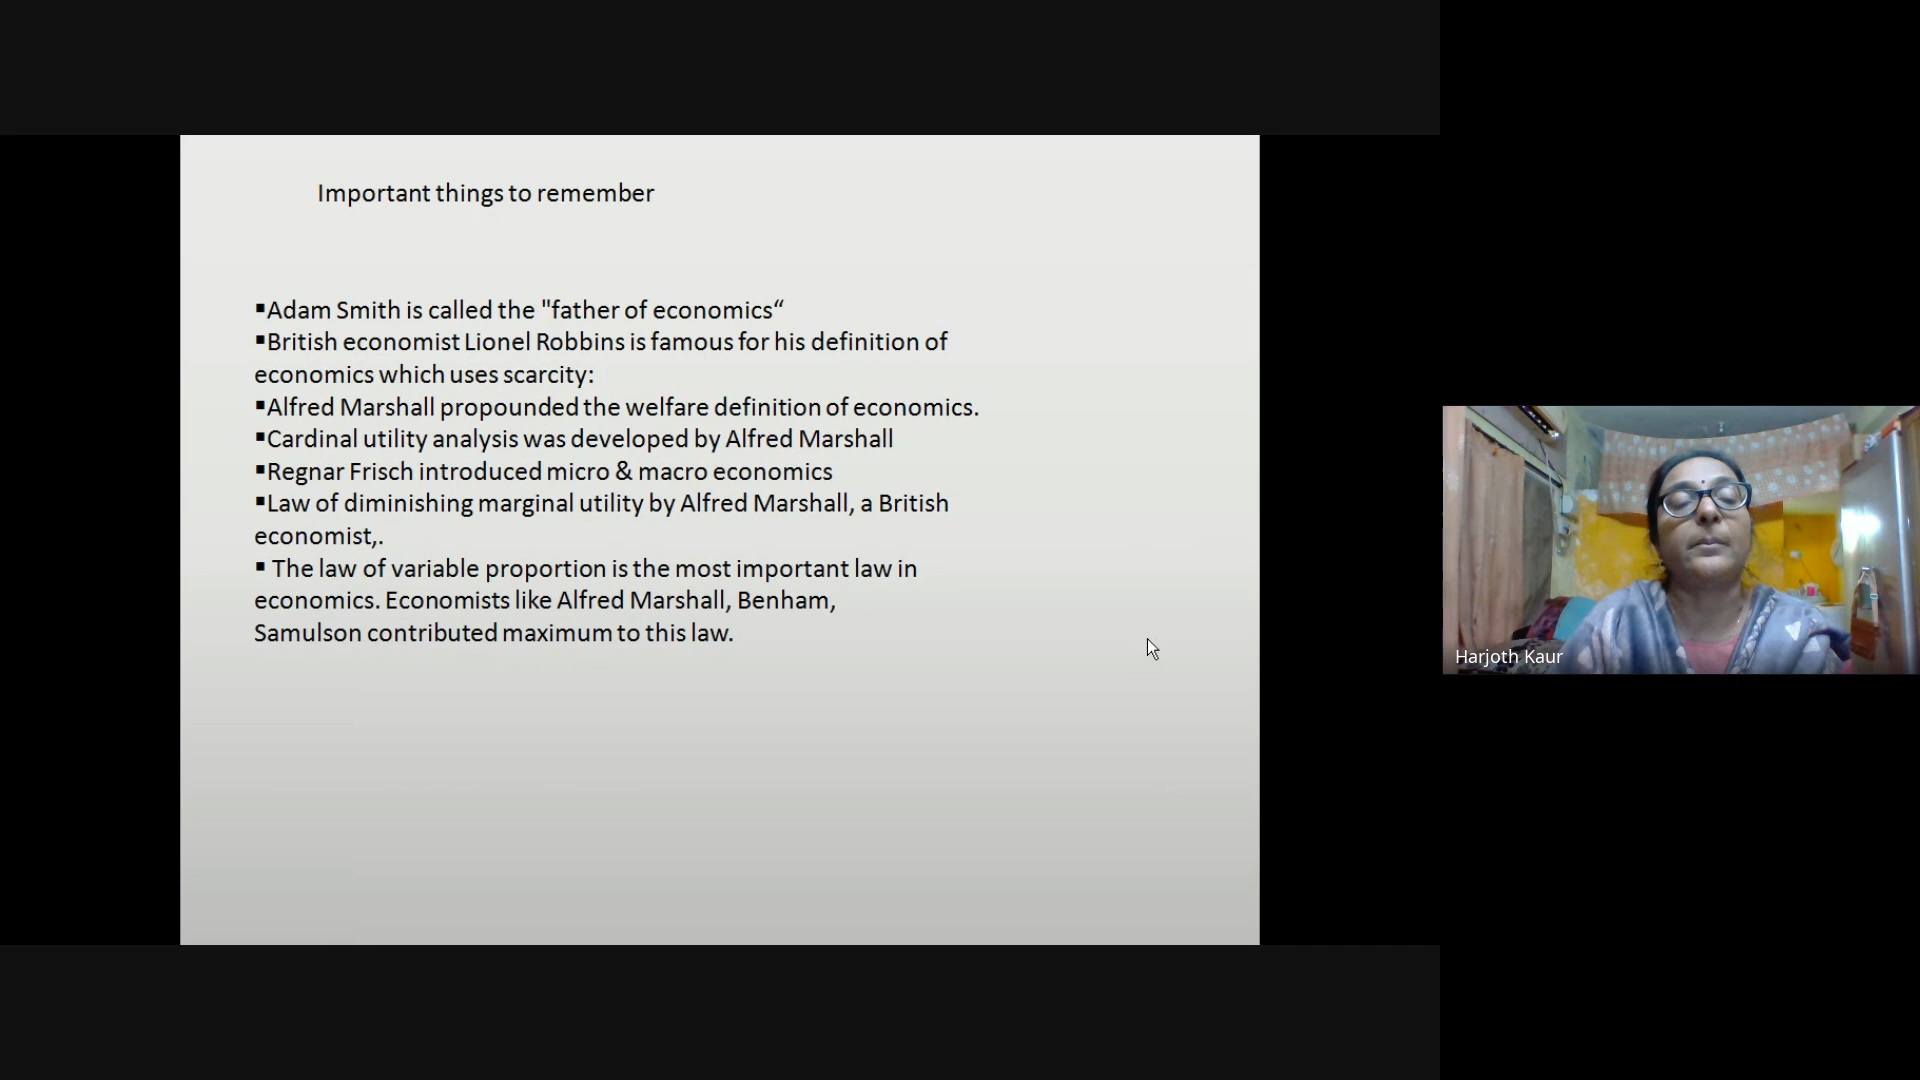 Important things to remember
▪Adam Smith is called the "father of economics“
▪British economist Lionel Robbins is famous for his definition of
economics which uses scarcity:
▪Alfred Marshall propounded the welfare definition of economics.
▪Cardinal utility analysis was developed by Alfred Marshall
▪Regnar Frisch introduced micro & macro economics
▪Law of diminishing marginal utility by Alfred Marshall, a British
economist,.
▪ The law of variable proportion is the most important law in
economics. Economists like Alfred Marshall, Benham,
Samulson contributed maximum to this law.
Harjoth Kaur